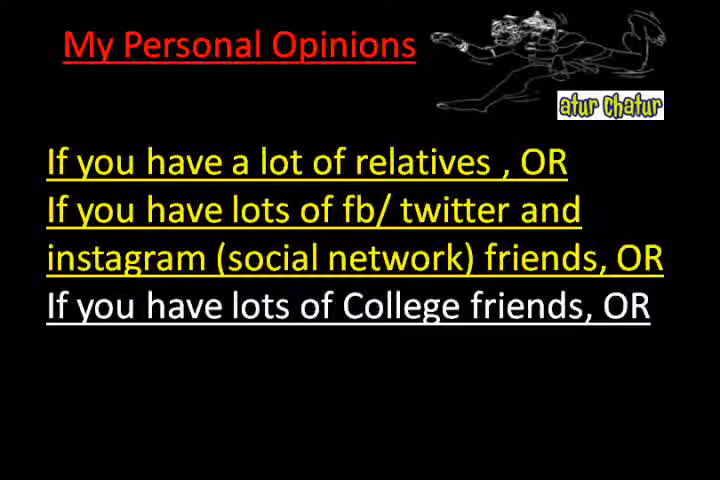 My Personal Opinions
atur chatur
If you have a lot of relatives , OR
If you have lots of fb/ twitter and
instagram (social network) friends, OR
If you have lots of College friends, OR